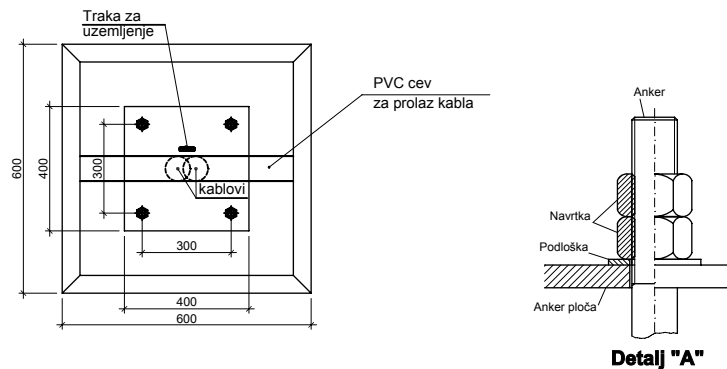 Traka za
uzemljenje
PVC cev
za prolaz kabla
kablovi
600
400
300
300
400
600
Anker
Navrtka
Podloška
Anker ploča
Detalj "A"